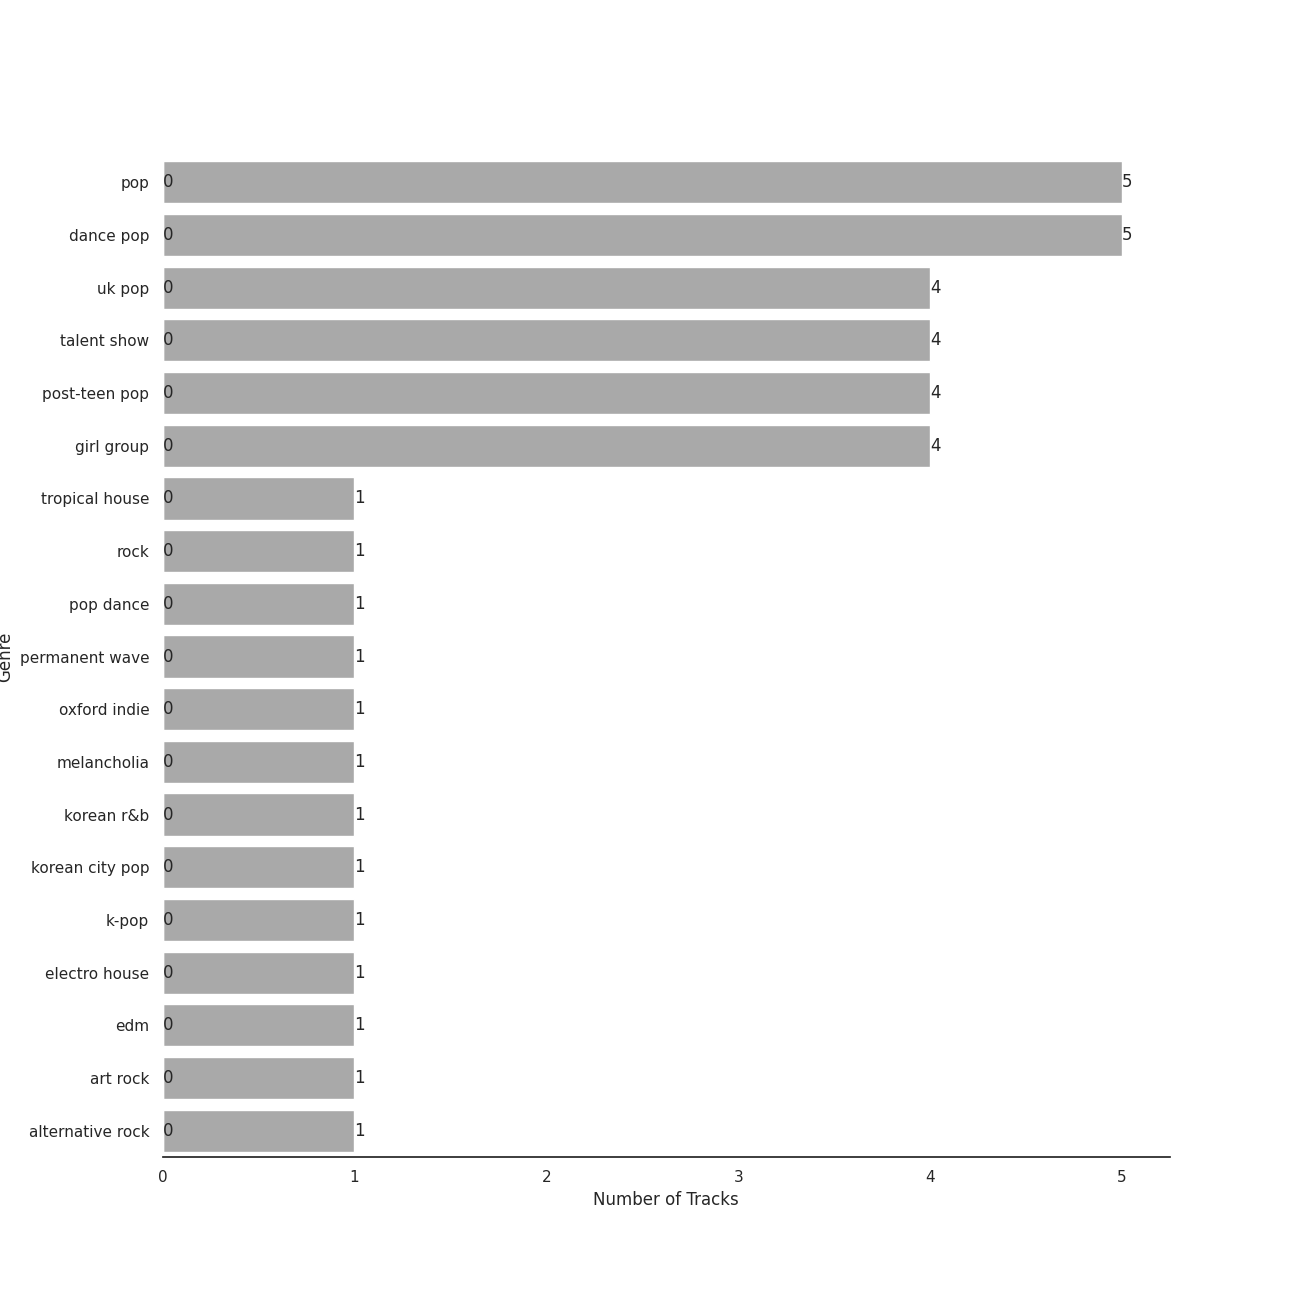 pop 0 5
dance pop 0 5
uk pop 0 4
talent show 0 4
post-teen pop 0 4
girl group 0 4
tropical house 0 1
rock 0 1
pop dance 0 1
permanent wave 0 1
oxford indie 0 1
melancholia 0 1
korean r&b 0 1
korean city pop 0 1
k-pop 0 1
electro house 0 1
edm 0 1
art rock 0 1
alternative rock 0 1
Genre
0 1 2 3 4 5
Number of Tracks